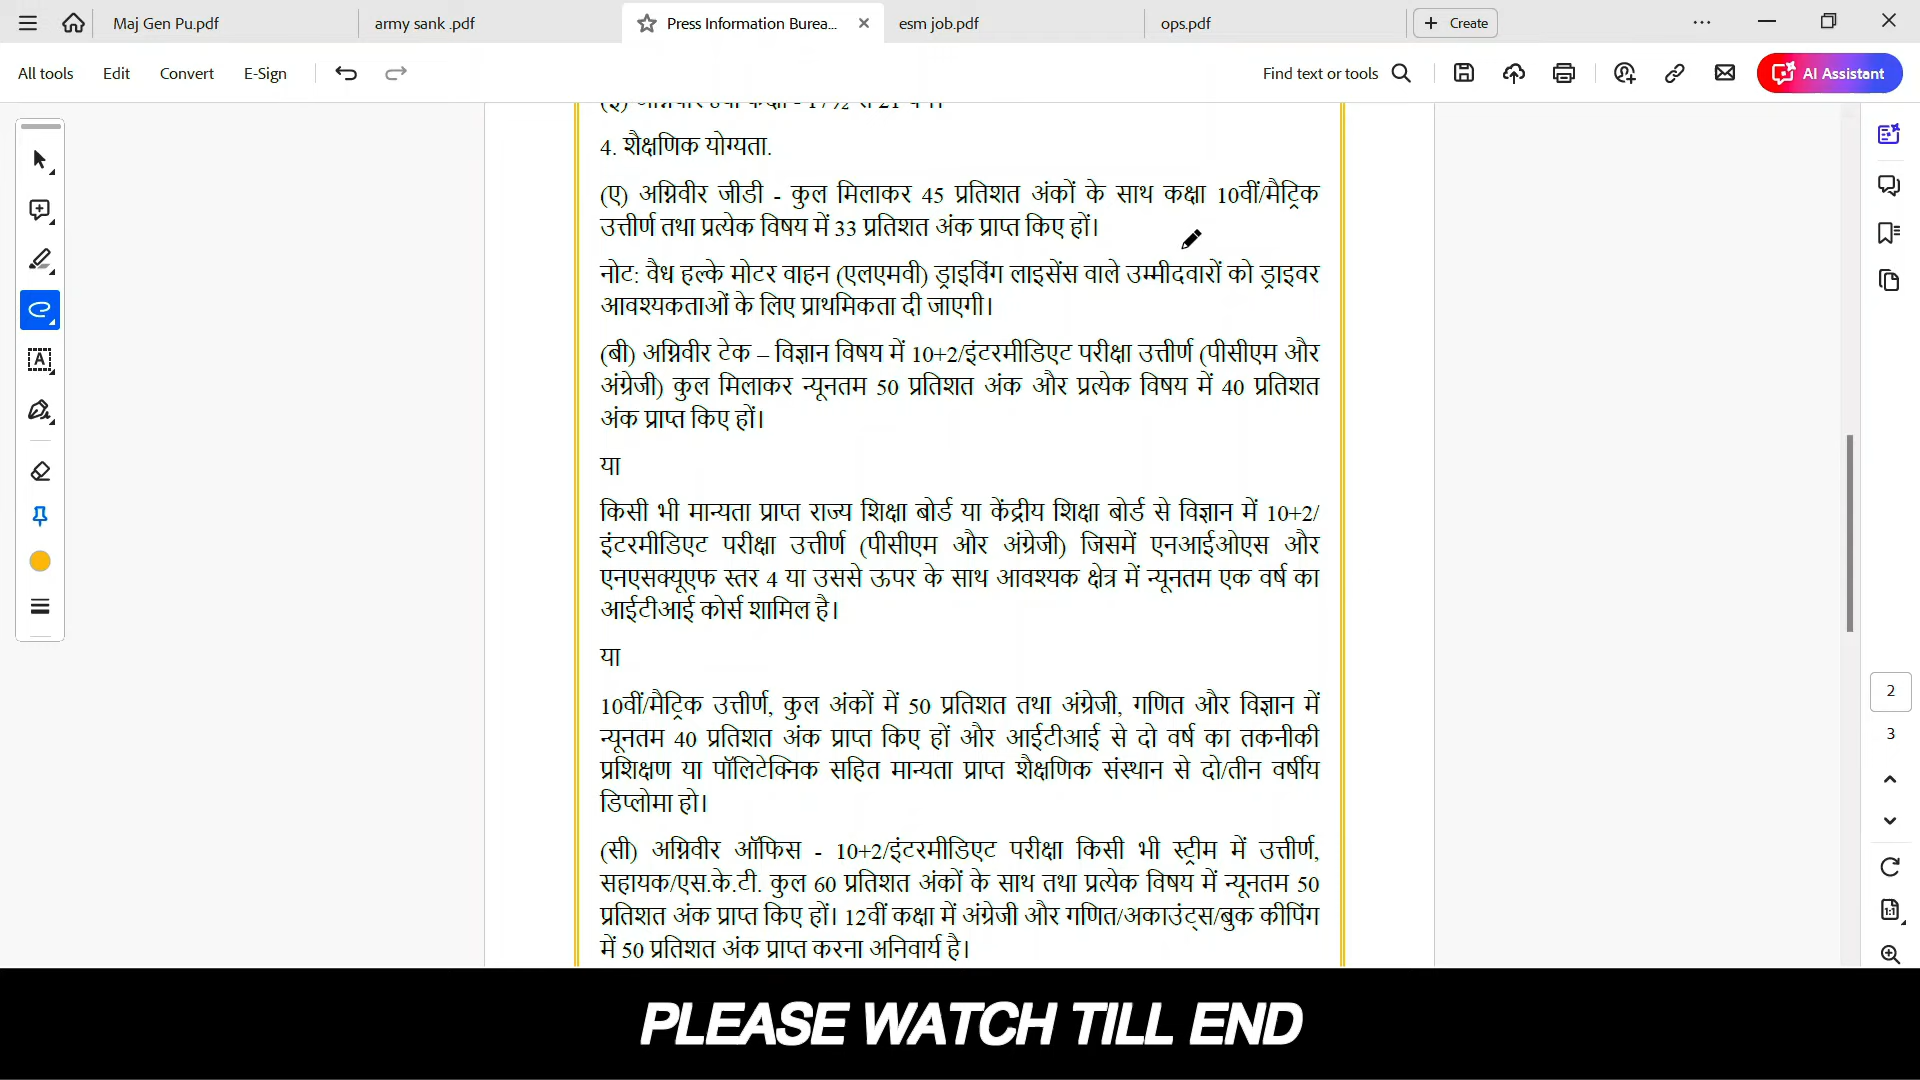 Maj Gen Pu.pdf
army sank .pdf
Press Information Burea...
esm job.pdf
ops.pdf
Create
All tools
Edit
Convert
E-Sign
Find text or tools
AI Assistant
4. शैक्षणिक योग्यता.
(ए) अग्निवीर जीडी - कुल मिलाकर 45 प्रतिशत अंकों के साथ कक्षा 10वीं/मैट्रिक
उत्तीर्ण तथा प्रत्येक विषय में 33 प्रतिशत अंक प्राप्त किए हों।
नोट: वैध हल्के मोटर वाहन (एलएमवी) ड्राइविंग लाइसेंस वाले उम्मीदवारों को ड्राइवर
आवश्यकताओं के लिए प्राथमिकता दी जाएगी।
(बी) अग्निवीर टेक – विज्ञान विषय में 10+2/इंटरमीडिएट परीक्षा उत्तीर्ण (पीसीएम और
अंग्रेजी) कुल मिलाकर न्यूनतम 50 प्रतिशत अंक और प्रत्येक विषय में 40 प्रतिशत
अंक प्राप्त किए हों।
या
किसी भी मान्यता प्राप्त राज्य शिक्षा बोर्ड या केंद्रीय शिक्षा बोर्ड से विज्ञान में 10+2/
इंटरमीडिएट परीक्षा उत्तीर्ण (पीसीएम और अंग्रेजी) जिसमें एनआईओएस और
एनएसक्यूएफ स्तर 4 या उससे ऊपर के साथ आवश्यक क्षेत्र में न्यूनतम एक वर्ष का
आईटीआई कोर्स शामिल है।
या
10वीं/मैट्रिक उत्तीर्ण, कुल अंकों में 50 प्रतिशत तथा अंग्रेजी, गणित और विज्ञान में
न्यूनतम 40 प्रतिशत अंक प्राप्त किए हों और आईटीआई से दो वर्ष का तकनीकी
प्रशिक्षण या पॉलिटेक्निक सहित मान्यता प्राप्त शैक्षणिक संस्थान से दो/तीन वर्षीय
डिप्लोमा हो।
(सी) अग्निवीर ऑफिस - 10+2/इंटरमीडिएट परीक्षा किसी भी स्ट्रीम में उत्तीर्ण,
सहायक/एस.के.टी. कुल 60 प्रतिशत अंकों के साथ तथा प्रत्येक विषय में न्यूनतम 50
प्रतिशत अंक प्राप्त किए हों। 12वीं कक्षा में अंग्रेजी और गणित/अकाउंट्स/बुक कीपिंग
में 50 प्रतिशत अंक प्राप्त करना अनिवार्य है।
2
3
PLEASE WATCH TILL END